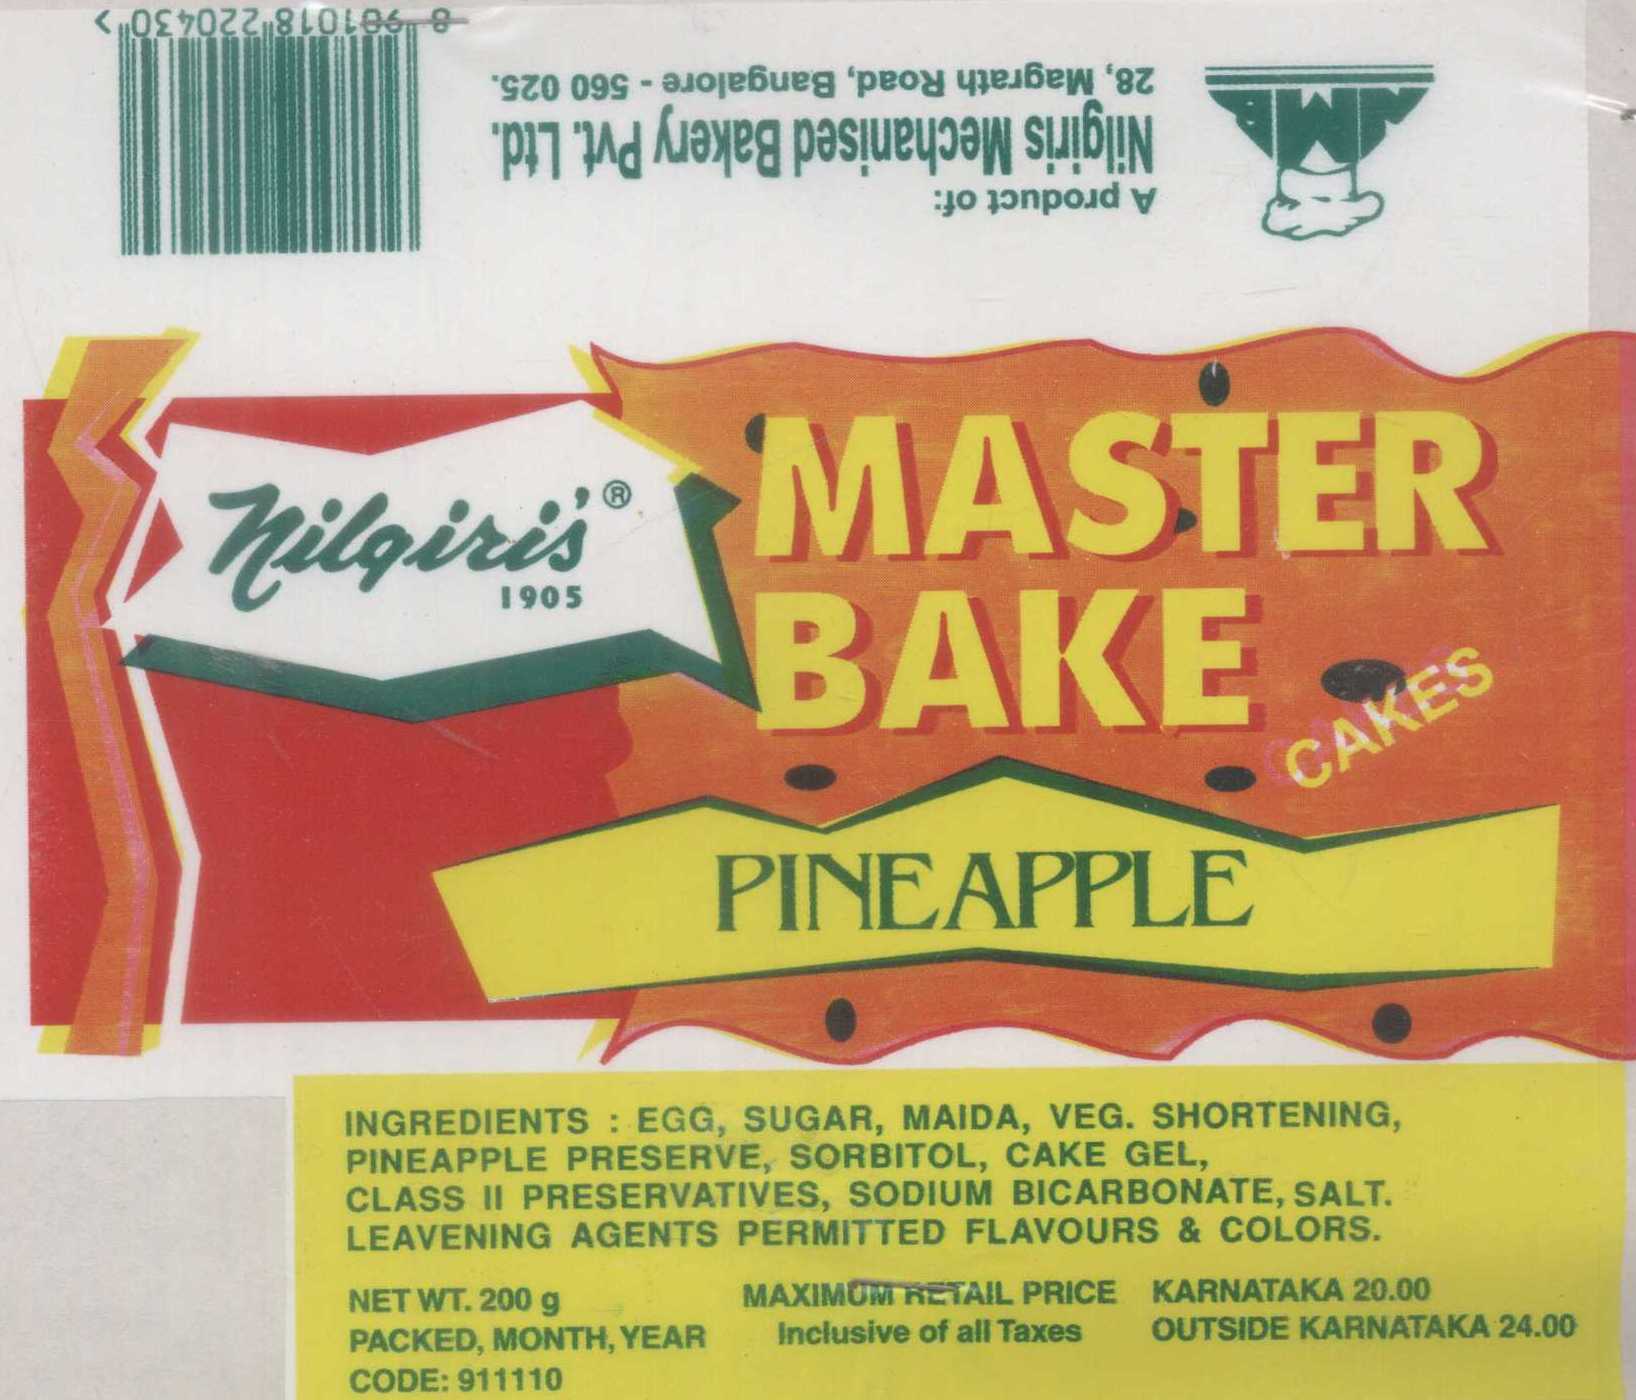 8 901018 220430 >
A product of:
Nilgiris Mechanised Bakery Pvt. Ltd.
28, Magrath Road, Bangalore - 560 025.
NMB
Nilgiri's ®
1905
MASTER
BAKE
CAKES
PINEAPPLE
INGREDIENTS : EGG, SUGAR, MAIDA, VEG. SHORTENING,
PINEAPPLE PRESERVE, SORBITOL, CAKE GEL,
CLASS II PRESERVATIVES, SODIUM BICARBONATE, SALT.
LEAVENING AGENTS PERMITTED FLAVOURS & COLORS.
NET WT. 200 g
PACKED, MONTH, YEAR
CODE: 911110
MAXIMUM RETAIL PRICE
Inclusive of all Taxes
KARNATAKA 20.00
OUTSIDE KARNATAKA 24.00